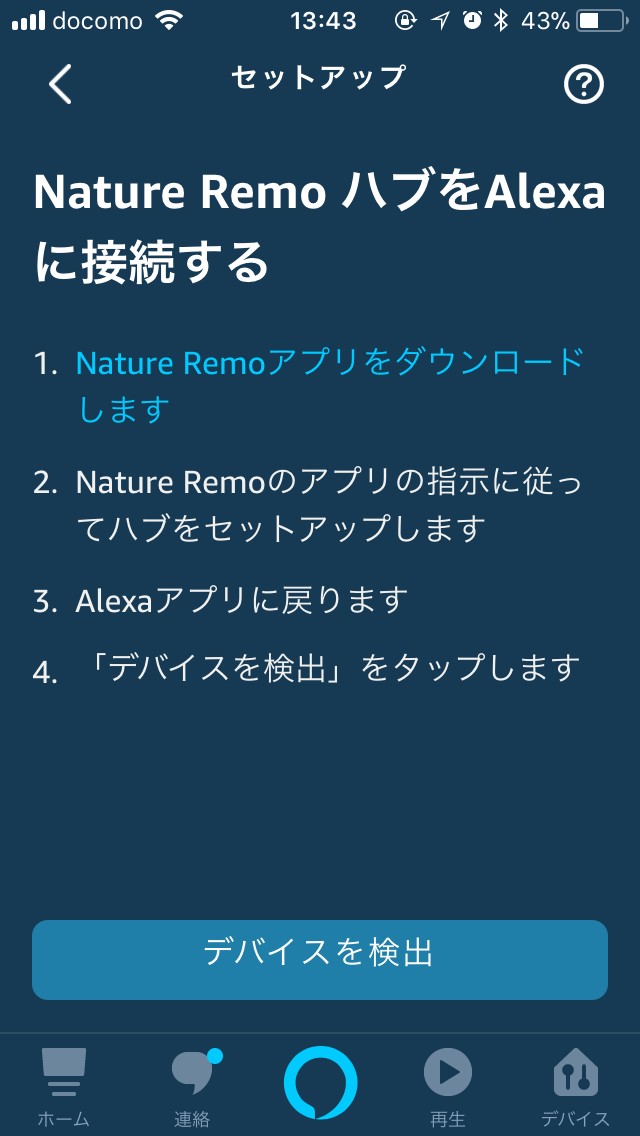 docomo 13:43 43%
セットアップ
Nature Remo ハブをAlexa
に接続する
1. Nature Remoアプリをダウンロード
します
2. Nature Remoのアプリの指示に従っ
てハブをセットアップします
3. Alexaアプリに戻ります
4. 「デバイスを検出」をタップします
デバイスを検出
ホーム 連絡 再生 デバイス